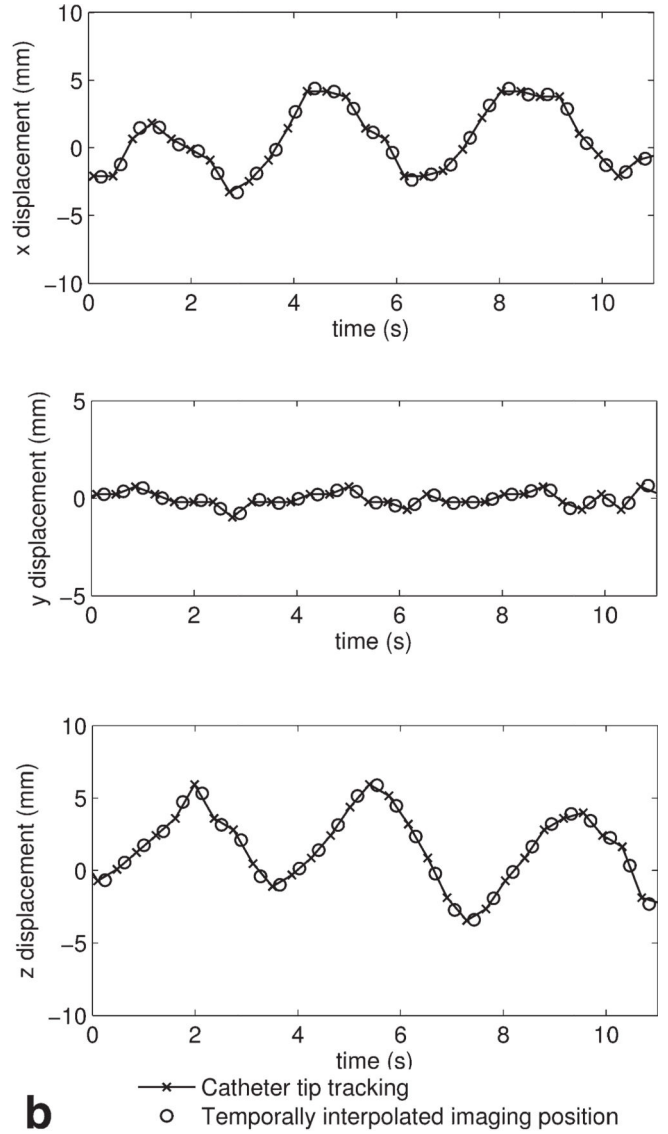 10
5
0
−5
−10
x displacement (mm)
0 2 4 6 8 10
time (s)
5
0
−5
y displacement (mm)
0 2 4 6 8 10
time (s)
10
5
0
−5
−10
z displacement (mm)
0 2 4 6 8 10
time (s)
b
Catheter tip tracking
Temporally interpolated imaging position